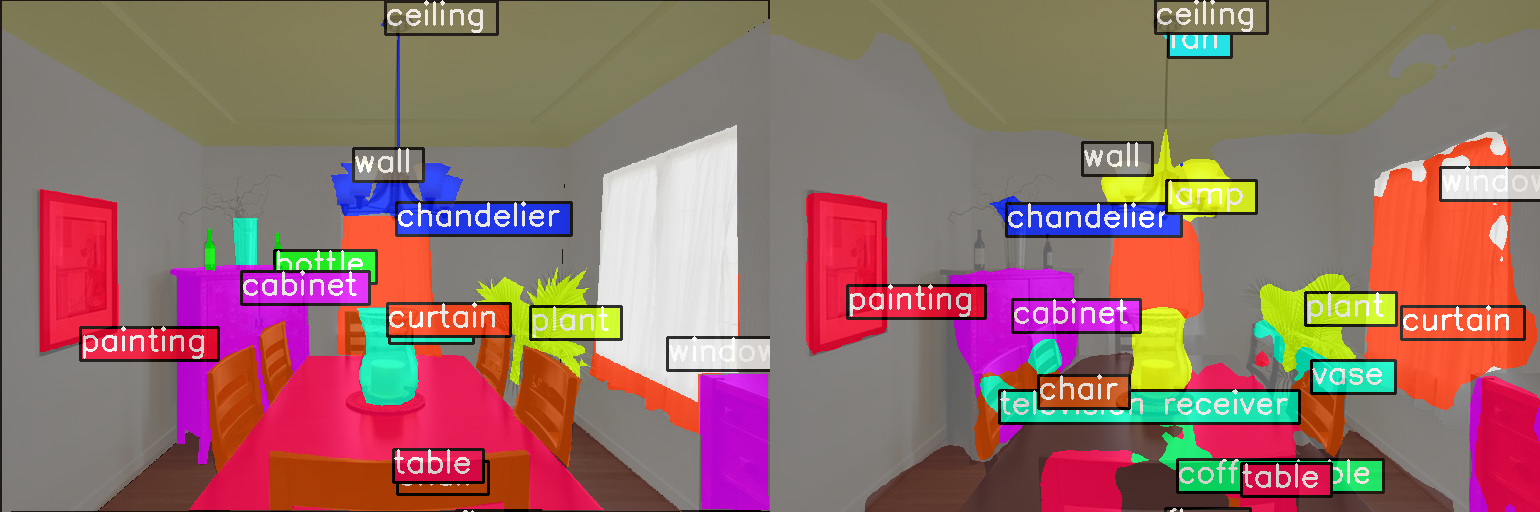 ceiling
wall
chandelier
bottle
cabinet
curtain
plant
painting
window
table
chair
ceiling
fan
wall
lamp
window
chandelier
painting
cabinet
plant
curtain
vase
chair
television receiver
coff
table
ble